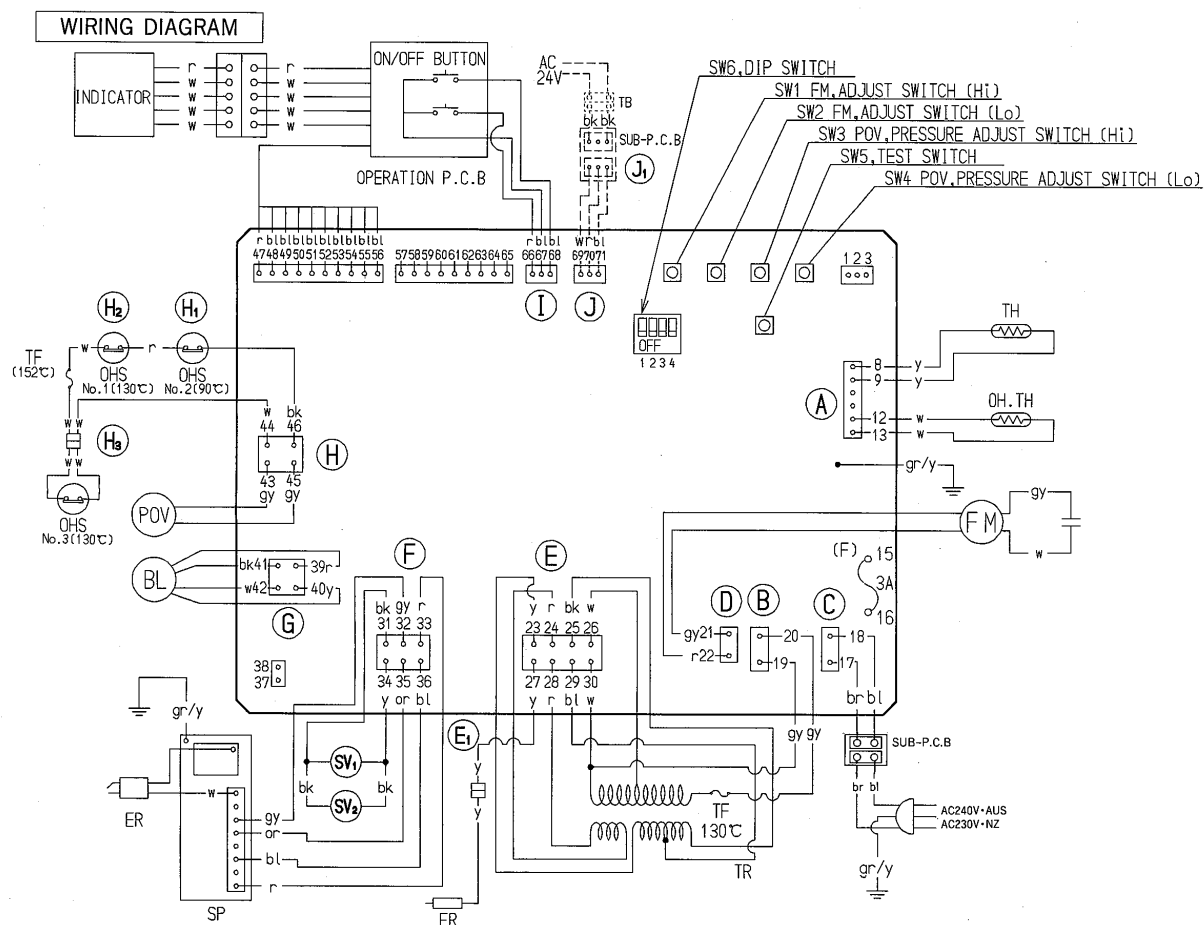 WIRING DIAGRAM
INDICATOR
r
w
w
w
w
r
w
w
w
w
ON/OFF BUTTON
OPERATION P.C.B
AC
24V
TB
bk bk
SUB-P.C.B
J1
SW6,DIP SWITCH
SW1 FM,ADJUST SWITCH (Hi)
SW2 FM,ADJUST SWITCH (Lo)
SW3 POV,PRESSURE ADJUST SWITCH (Hi)
SW5,TEST SWITCH
SW4 POV,PRESSURE ADJUST SWITCH (Lo)
r bl bl bl bl bl bl bl bl bl
47 48 49 50 51 52 53 54 55 56
57 58 59 60 61 62 63 64 65
r bl bl
66 67 68
I
w r bl
69 70 71
J
1 2 3
OFF
1 2 3 4
H2
H1
TF
(152℃)
w
r
OHS
No.1(130℃)
OHS
No.2(90℃)
w w
H3
w w
OHS
No.3(130℃)
w bk
44 46
H
43 45
gy gy
POV
BL
bk41
39r
w42
40y
G
38
37
TH
8 y
9 y
A
OH.TH
12 w
13 w
gr/y
FM
gy
w
(F)
15
3A
16
F
bk gy r
31 32 33
34 35 36
y or bl
E
y r bk w
23 24 25 26
27 28 29 30
y r bl w
D
gy21
r22
B
20
19
C
18
17
br bl
gy gy
SUB-P.C.B
br bl
AC240V・AUS
AC230V・NZ
gr/y
gr/y
ER
w
gy
or
bl
r
SP
SV1
bk bk
SV2
E1
y
y
FR
TF
130℃
TR